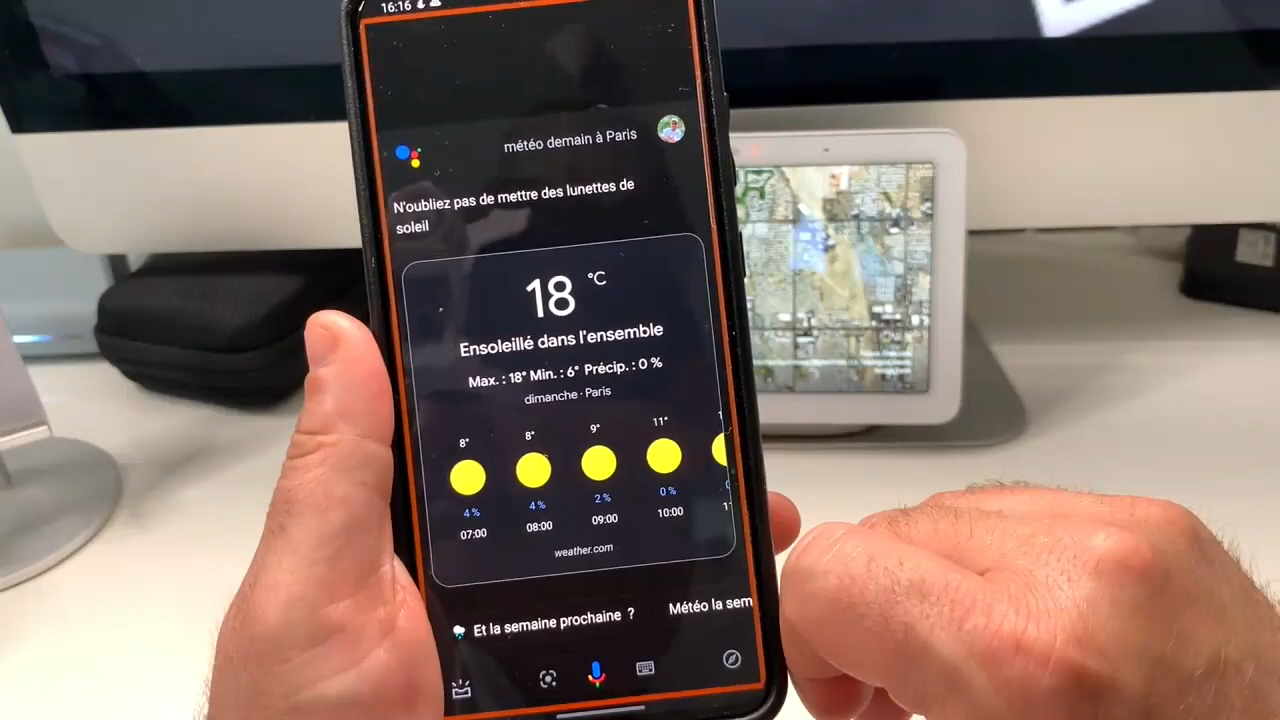 16:16
météo demain à Paris
N'oubliez pas de mettre des lunettes de
soleil
18 °C
Ensoleillé dans l'ensemble
Max. : 18° Min. : 6° Précip. : 0 %
dimanche · Paris
8° 8° 9° 11°
4 % 4 % 2 % 0 %
07:00 08:00 09:00 10:00
weather.com
Et la semaine prochaine ? Météo la sem